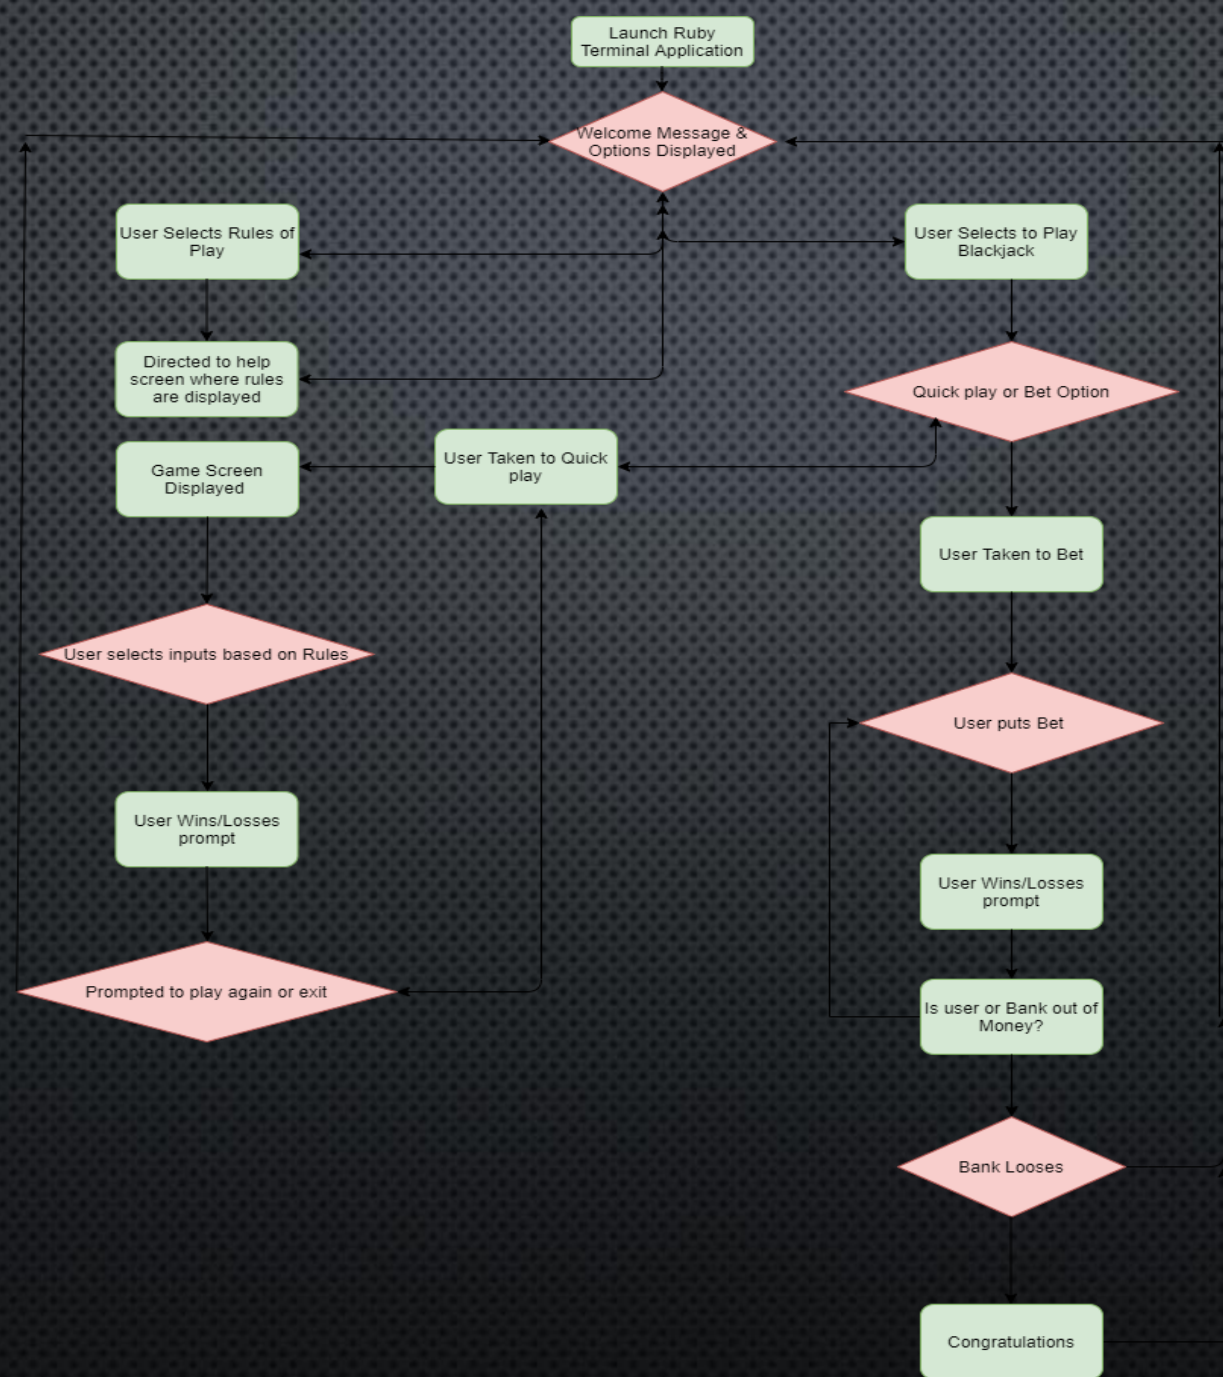 Launch Ruby
Terminal Application
Welcome Message &
Options Displayed
User Selects Rules of
Play
User Selects to Play
Blackjack
Directed to help
screen where rules
are displayed
Quick play or Bet Option
Game Screen
Displayed
User Taken to Quick
play
User Taken to Bet
User selects inputs based on Rules
User puts Bet
User Wins/Losses
prompt
User Wins/Losses
prompt
Prompted to play again or exit
Is user or Bank out of
Money?
Bank Looses
Congratulations